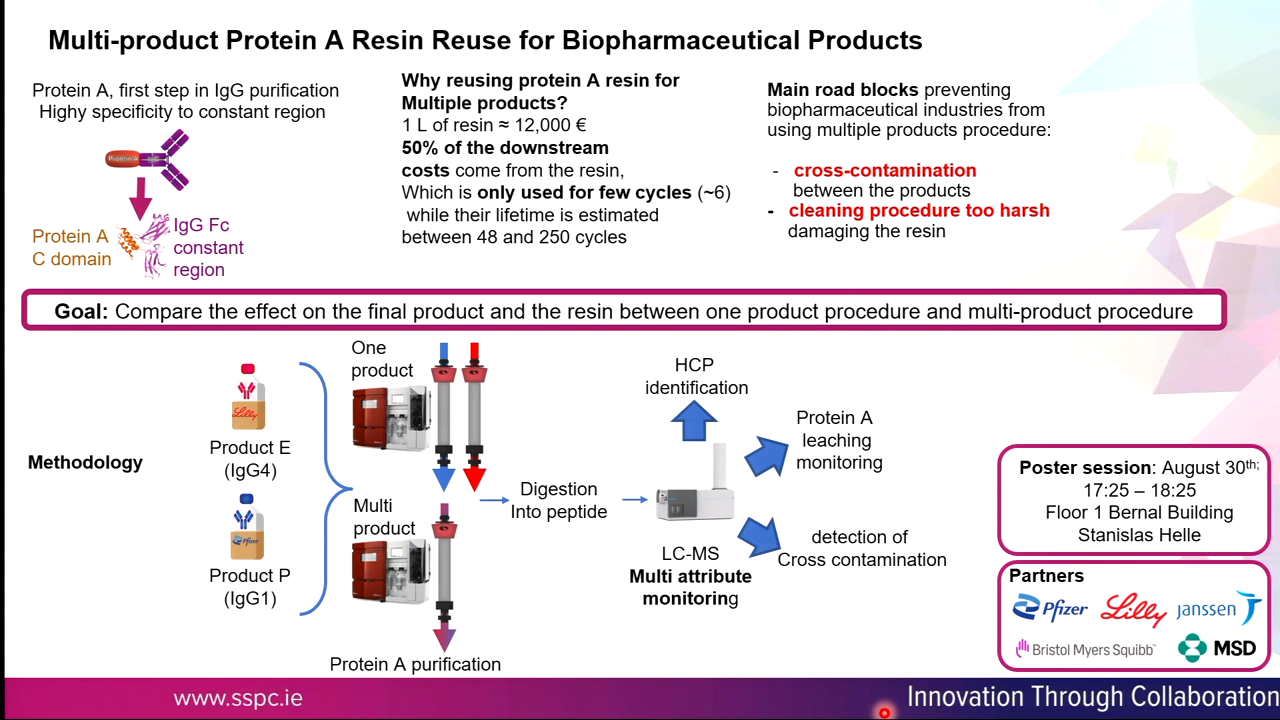 Multi-product Protein A Resin Reuse for Biopharmaceutical Products
Protein A, first step in IgG purification
Highy specificity to constant region
Protein A
IgG
Protein A
C domain
IgG Fc
constant
region
Why reusing protein A resin for
Multiple products?
1 L of resin ≈ 12,000 €
50% of the downstream
costs come from the resin,
Which is only used for few cycles (~6)
while their lifetime is estimated
between 48 and 250 cycles
Main road blocks preventing
biopharmaceutical industries from
using multiple products procedure:
- cross-contamination
between the products
- cleaning procedure too harsh
damaging the resin
Goal: Compare the effect on the final product and the resin between one product procedure and multi-product procedure
Methodology
Lilly
Product E
(IgG4)
Pfizer
Product P
(IgG1)
One
product
Multi
product
Protein A purification
Digestion
Into peptide
HCP
identification
Protein A
leaching
monitoring
detection of
Cross contamination
LC-MS
Multi attribute
monitoring
Poster session: August 30th;
17:25 – 18:25
Floor 1 Bernal Building
Stanislas Helle
Partners
Pfizer
Lilly
janssen
Bristol Myers Squibb™
MSD
www.sspc.ie
Innovation Through Collaboration